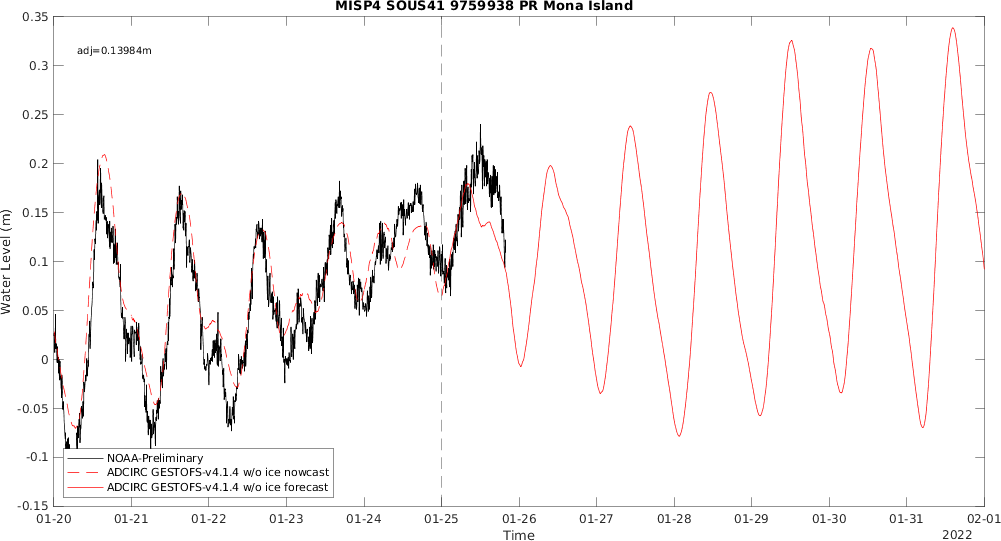 MISP4 SOUS41 9759938 PR Mona Island
adj=0.13984m
Water Level (m)
0.35
0.3
0.25
0.2
0.15
0.1
0.05
0
-0.05
-0.1
-0.15
NOAA-Preliminary
ADCIRC GESTOFS-v4.1.4 w/o ice nowcast
ADCIRC GESTOFS-v4.1.4 w/o ice forecast
01-20 01-21 01-22 01-23 01-24 01-25 01-26 01-27 01-28 01-29 01-30 01-31 02-01
Time
2022